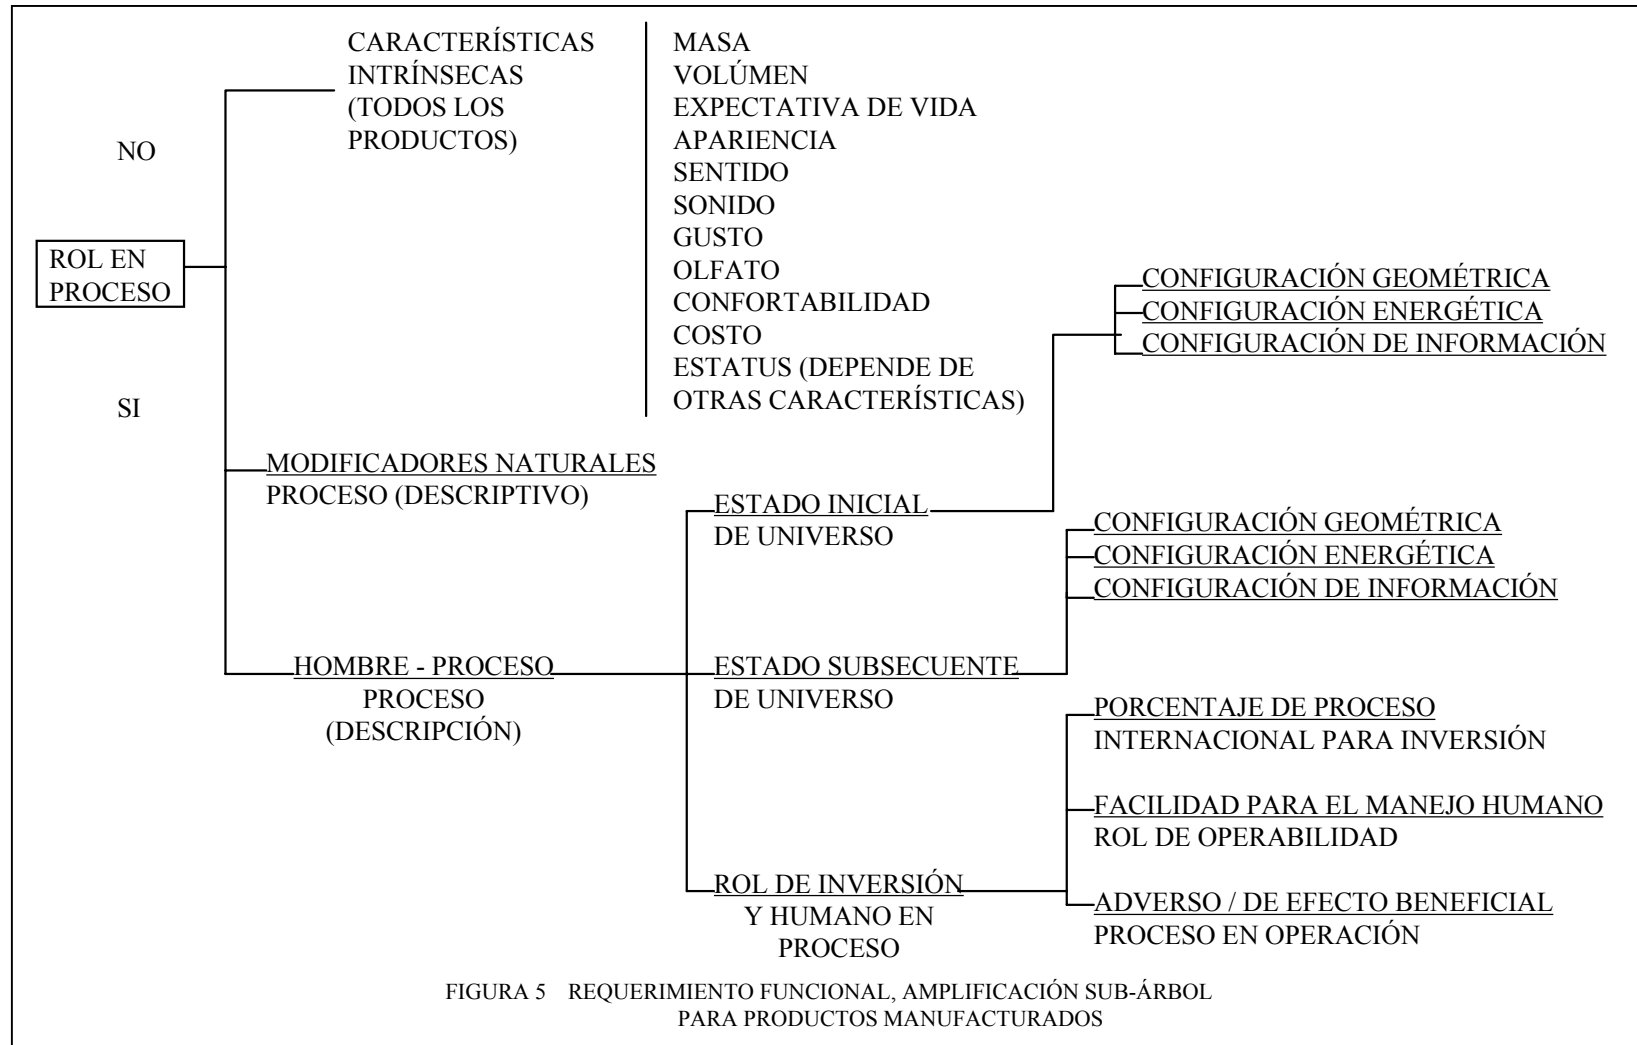 CARACTERÍSTICAS
INTRÍNSECAS
(TODOS LOS
PRODUCTOS)
MASA
VOLÚMEN
EXPECTATIVA DE VIDA
APARIENCIA
SENTIDO
SONIDO
GUSTO
OLFATO
CONFORTABILIDAD
COSTO
ESTATUS (DEPENDE DE
OTRAS CARACTERÍSTICAS)
NO
ROL EN
PROCESO
SI
MODIFICADORES NATURALES
PROCESO (DESCRIPTIVO)
HOMBRE - PROCESO
PROCESO
(DESCRIPCIÓN)
ESTADO INICIAL
DE UNIVERSO
CONFIGURACIÓN GEOMÉTRICA
CONFIGURACIÓN ENERGÉTICA
CONFIGURACIÓN DE INFORMACIÓN
ESTADO SUBSECUENTE
DE UNIVERSO
CONFIGURACIÓN GEOMÉTRICA
CONFIGURACIÓN ENERGÉTICA
CONFIGURACIÓN DE INFORMACIÓN
ROL DE INVERSIÓN
Y HUMANO EN
PROCESO
PORCENTAJE DE PROCESO
INTERNACIONAL PARA INVERSIÓN
FACILIDAD PARA EL MANEJO HUMANO
ROL DE OPERABILIDAD
ADVERSO / DE EFECTO BENEFICIAL
PROCESO EN OPERACIÓN
FIGURA 5 REQUERIMIENTO FUNCIONAL, AMPLIFICACIÓN SUB-ÁRBOL
PARA PRODUCTOS MANUFACTURADOS